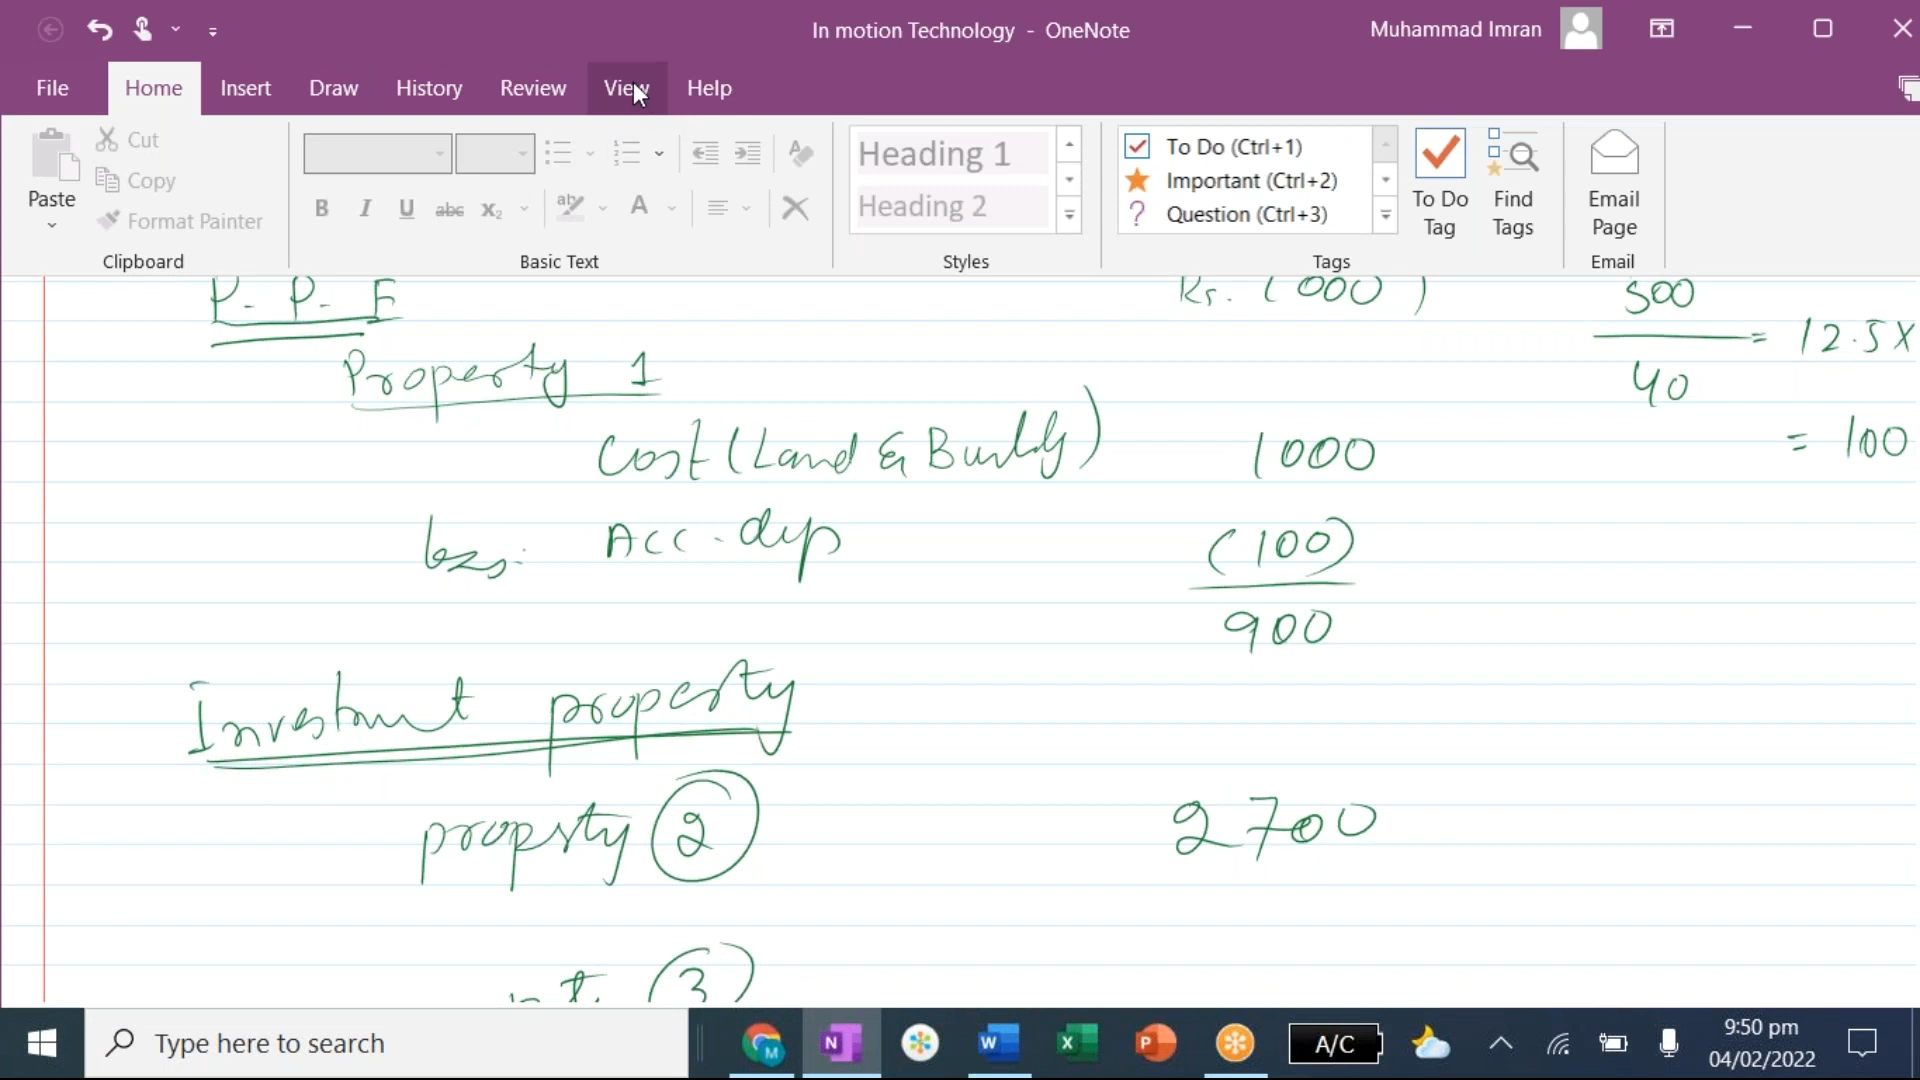 In motion Technology - OneNote
Muhammad Imran
File Home Insert Draw History Review View Help
Paste
Cut
Copy
Format Painter
Clipboard
B I U abc X₂ A
Basic Text
Heading 1
Heading 2
Styles
To Do (Ctrl+1)
Important (Ctrl+2)
Question (Ctrl+3)
Tags
To Do Tag
Find Tags
Email Page
Email
P. P. E Rs. (000) 500
= 12.5 X
Property 1 40
Cost (Land & Buildg) 1000 = 100
less: Acc. dep (100)
900
Investment property
property 2 2700
3
Type here to search
A/C
9:50 pm
04/02/2022